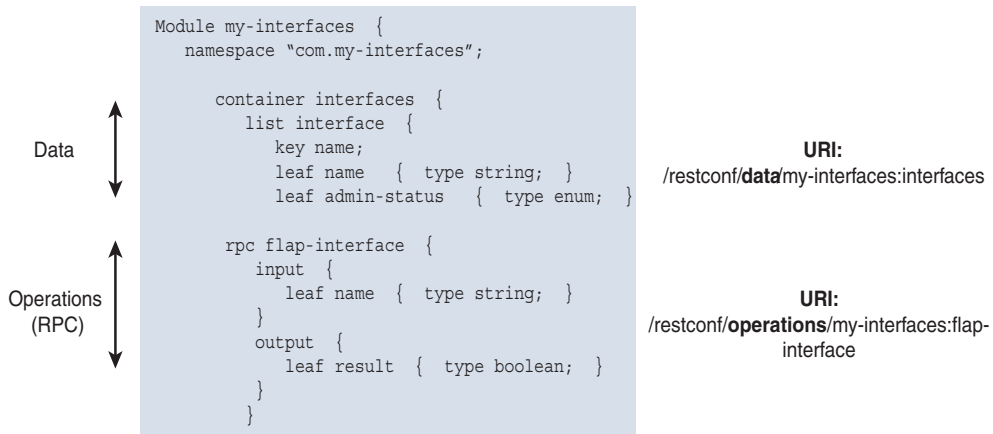 Module my-interfaces {
namespace “com.my-interfaces”;
container interfaces {
list interface {
key name;
leaf name { type string; }
leaf admin-status { type enum; }
rpc flap-interface {
input {
leaf name { type string; }
}
output {
leaf result { type boolean; }
}
}
Data
Operations
(RPC)
URI:
/restconf/data/my-interfaces:interfaces
URI:
/restconf/operations/my-interfaces:flap-
interface